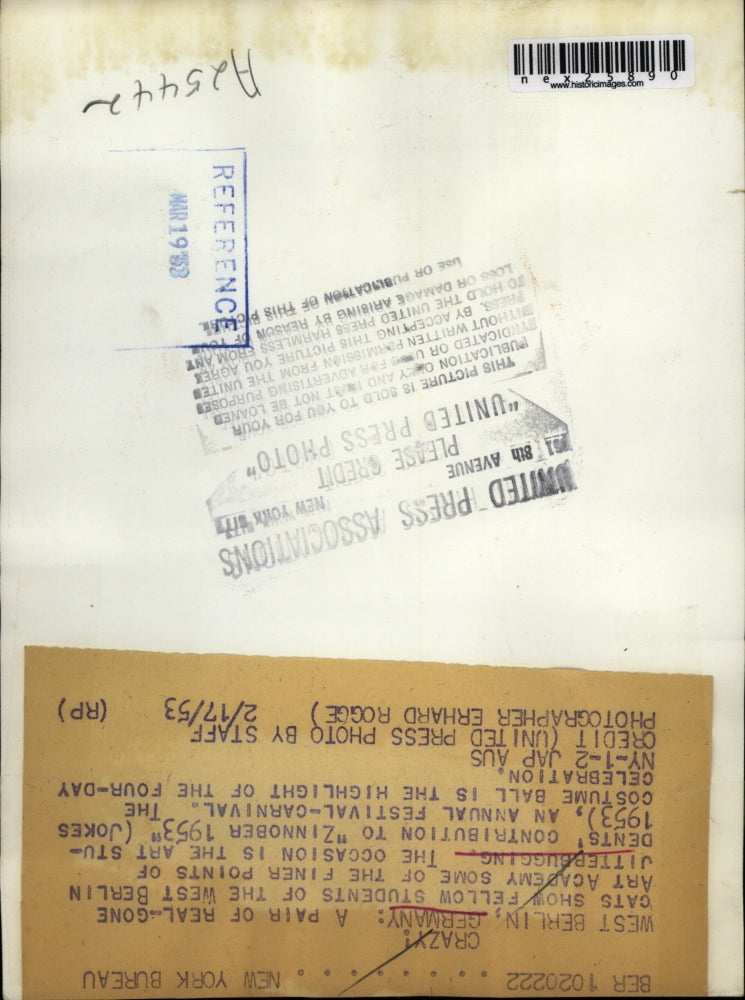 nex25890
www.historicimages.com
A25442
REFERENCE
MAR 19 53
UNITED PRESS ASSOCIATIONS
8th AVENUE NEW YORK
PLEASE CREDIT
"UNITED PRESS PHOTO"
THIS PICTURE IS SOLD TO YOU FOR YOUR
PUBLICATION ONLY AND MUST NOT BE LOANED
SYNDICATED OR USED FOR ADVERTISING PURPOSES
WITHOUT WRITTEN PERMISSION FROM THE UNITED
PRESS. BY ACCEPTING THIS PICTURE YOU AGREE
TO HOLD THE UNITED PRESS HARMLESS FROM ANY
LOSS OR DAMAGE ARISING BY REASON OF YOUR
USE OR PUBLICATION OF THIS PICTURE
BER 1020222 . . . . . . . . . NEW YORK BUREAU
CRAZY!
WEST BERLIN, GERMANY: A PAIR OF REAL-GONE
CATS SHOW FELLOW STUDENTS OF THE WEST BERLIN
ART ACADEMY SOME OF THE FINER POINTS OF
JITTERBUGGING. THE OCCASION IS THE ART STU-
DENTS' CONTRIBUTION TO "ZINNOBER 1953" (JOKES
1953), AN ANNUAL FESTIVAL-CARNIVAL. THE
COSTUME BALL IS THE HIGHLIGHT OF THE FOUR-DAY
CELEBRATION.
NY-1-2 JAP AUS
CREDIT (UNITED PRESS PHOTO BY STAFF
PHOTOGRAPHER ERHARD ROGGE) 2/17/53 (RP)